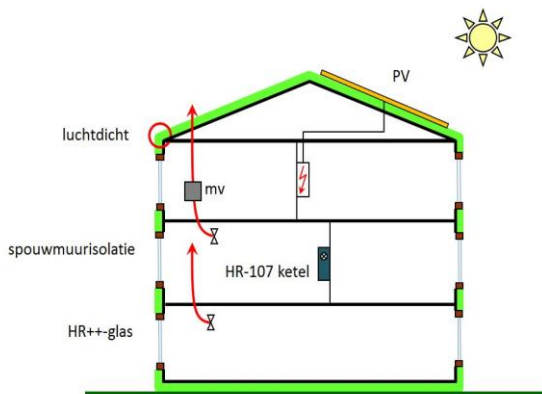 PV
luchtdicht
mv
spouwmuurisolatie
HR-107 ketel
HR++-glas